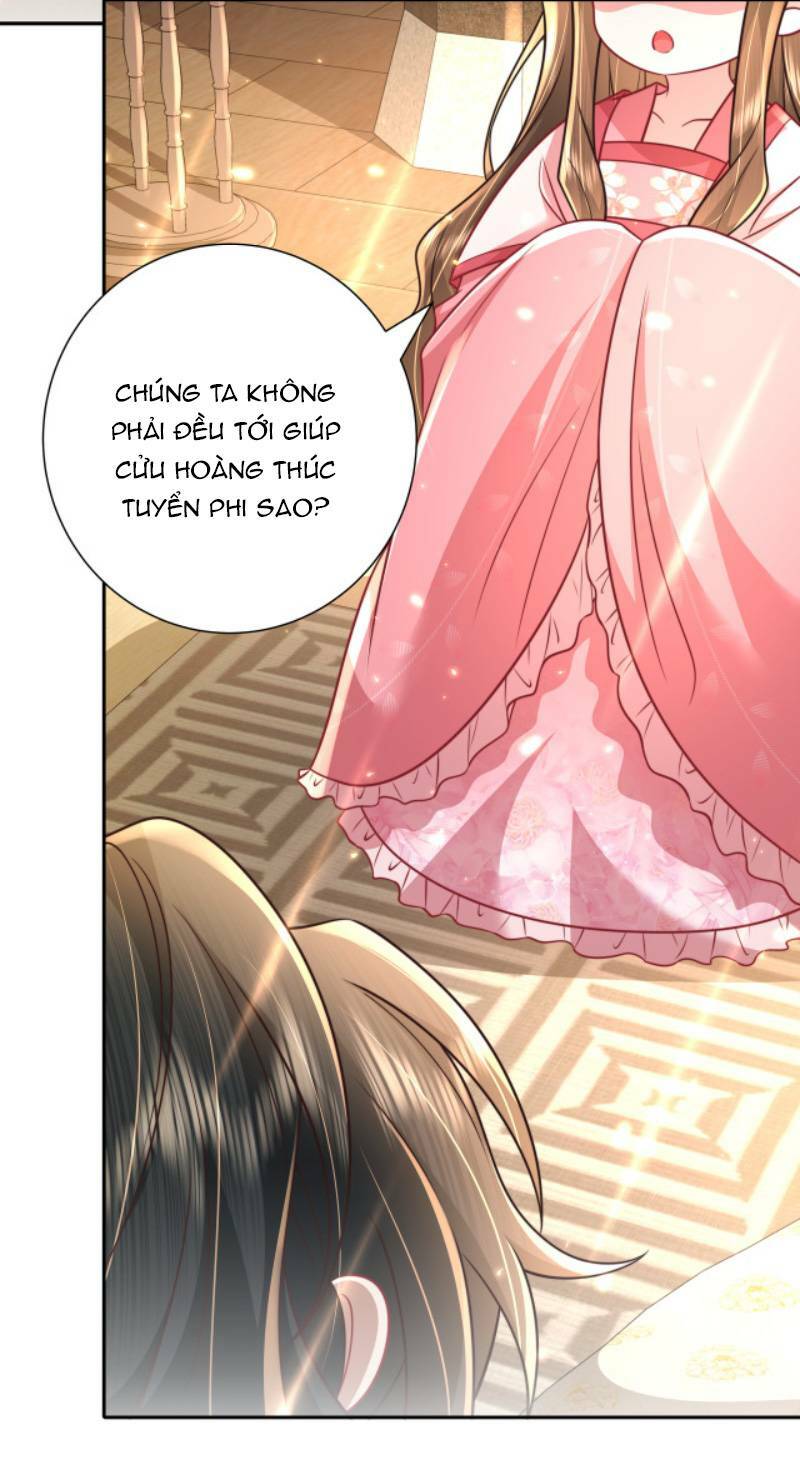 CHÚNG TA KHÔNG
PHẢI ĐỀU TỚI GIÚP
CỬU HOÀNG THÚC
TUYỂN PHI SAO?